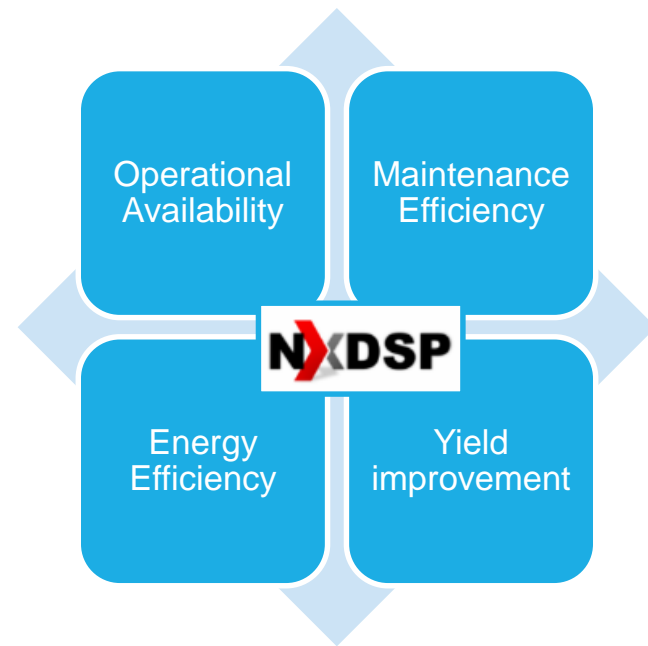 Operational
Availability
Maintenance
Efficiency
NXDSP
Energy
Efficiency
Yield
improvement